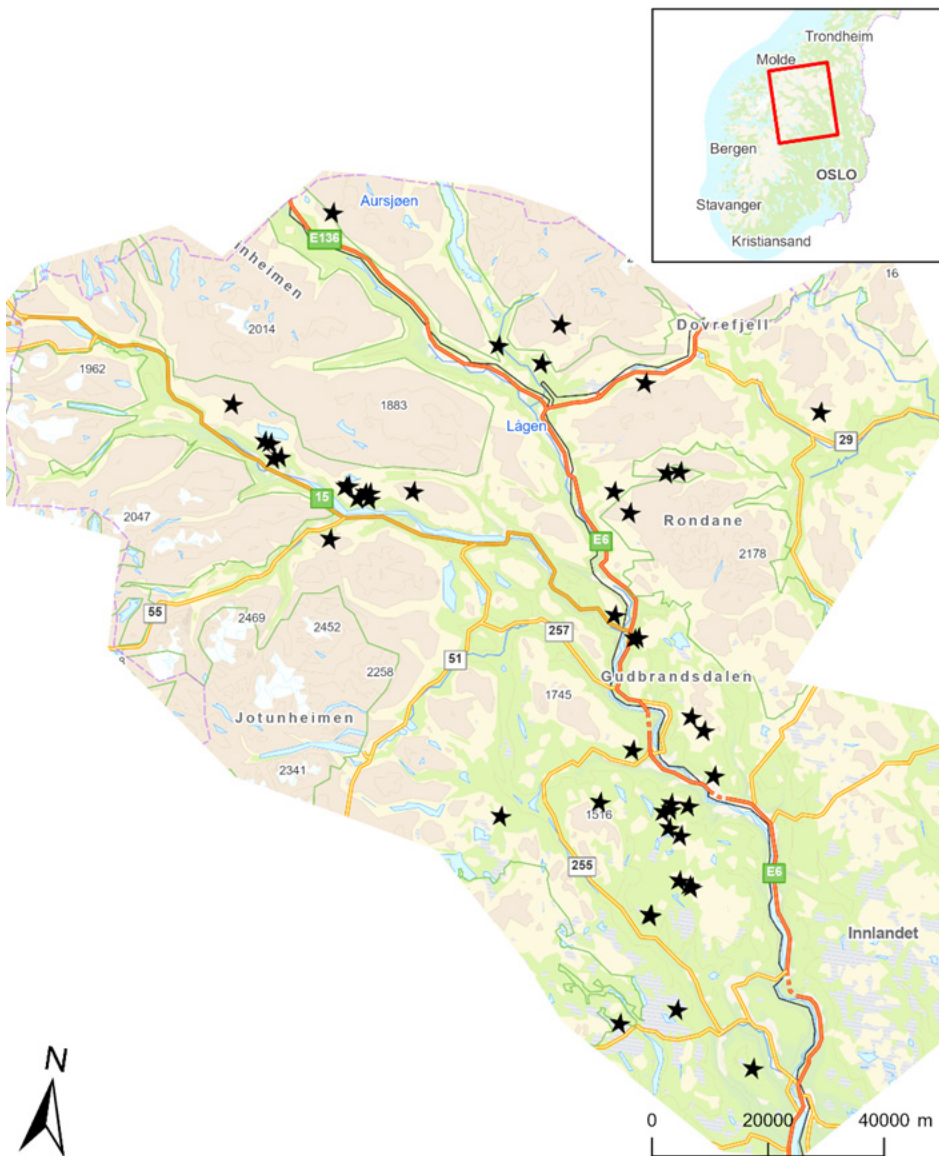 Trondheim
Molde
Bergen
OSLO
Stavanger
Kristiansand
Aursjøen
E136
inheimen
16
2014
Dovrefjell
1962
1883
Lågen
29
15
2047
Rondane
E6
2178
55
2469
2452
257
51
2258
Gudbrandsdalen
1745
Jotunheimen
2341
1516
255
E6
Innlandet
N
0 20000 40000 m